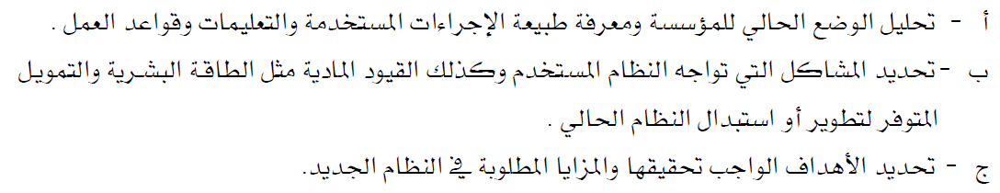 أ - تحليل الوضع الحالي للمؤسسة ومعرفة طبيعة الإجراءات المستخدمة والتعليمات وقواعد العمل .
ب - تحديد المشاكل التي تواجه النظام المستخدم وكذلك القيود المادية مثل الطاقة البشرية والتمويل
المتوفر لتطوير أو استبدال النظام الحالي .
ج - تحديد الأهداف الواجب تحقيقها والمزايا المطلوبة في النظام الجديد.